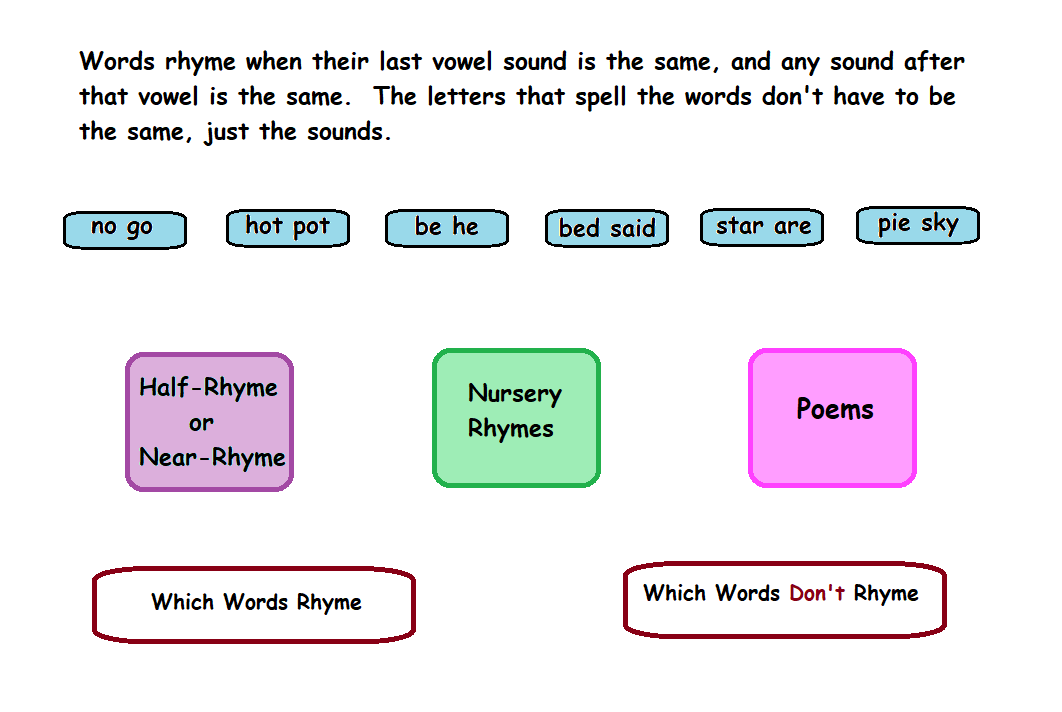 Words rhyme when their last vowel sound is the same, and any sound after
that vowel is the same.  The letters that spell the words don't have to be
the same, just the sounds.
no go
hot pot
be he
bed said
star are
pie sky
Half-Rhyme
or
Near-Rhyme
Nursery
Rhymes
Poems
Which Words Rhyme
Which Words Don't Rhyme